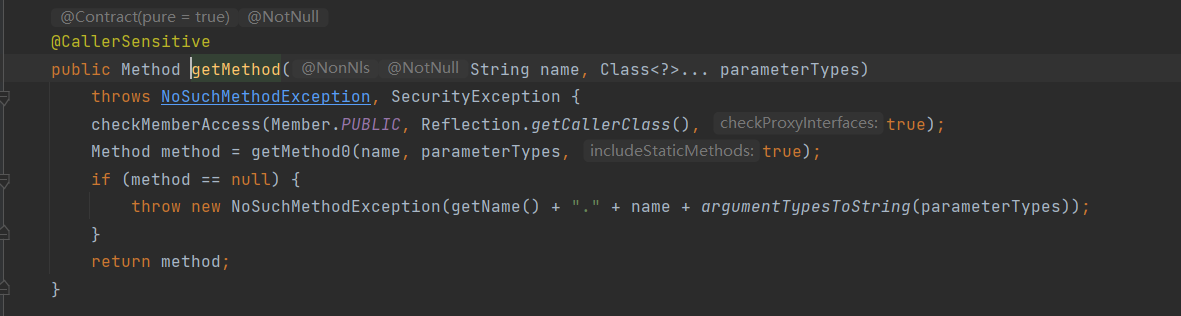 @Contract(pure = true) @NotNull
@CallerSensitive
public Method getMethod( @NonNls @NotNull String name, Class<?>... parameterTypes)
throws NoSuchMethodException, SecurityException {
checkMemberAccess(Member.PUBLIC, Reflection.getCallerClass(), checkProxyInterfaces: true);
Method method = getMethod0(name, parameterTypes, includeStaticMethods: true);
if (method == null) {
throw new NoSuchMethodException(getName() + "." + name + argumentTypesToString(parameterTypes));
}
return method;
}